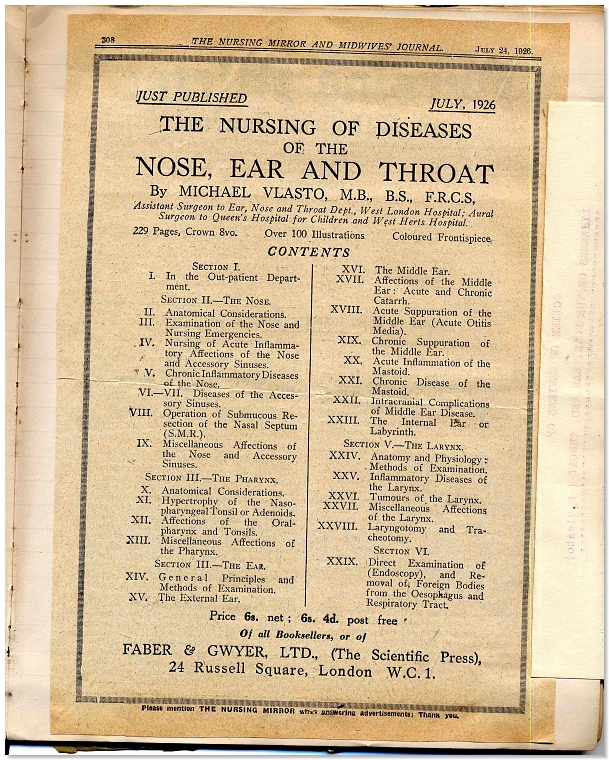 308 THE NURSING MIRROR AND MIDWIVES' JOURNAL. JULY 24, 1926.
JUST PUBLISHED JULY, 1926
THE NURSING OF DISEASES
OF THE
NOSE, EAR AND THROAT
By MICHAEL VLASTO, M.B., B.S., F.R.C.S,
Assistant Surgeon to Ear, Nose and Throat Dept., West London Hospital; Aural
Surgeon to Queen's Hospital for Children and West Herts Hospital.
229 Pages, Crown 8vo. Over 100 Illustrations Coloured Frontispiece
CONTENTS
SECTION I.
I. In the Out-patient Depart-
ment.
SECTION II.—THE NOSE.
II. Anatomical Considerations.
III. Examination of the Nose and
Nursing Emergencies.
IV. Nursing of Acute Inflamma-
tory Affections of the Nose
and Accessory Sinuses.
V. Chronic Inflammatory Diseases
of the Nose.
VI.—VII. Diseases of the Acces-
sory Sinuses.
VIII. Operation of Submucous Re-
section of the Nasal Septum
(S.M.R.).
IX. Miscellaneous Affections of
the Nose and Accessory
Sinuses.
SECTION III.—THE PHARYNX.
X. Anatomical Considerations.
XI. Hypertrophy of the Naso-
pharyngeal Tonsil or Adenoids.
XII. Affections of the Oral-
pharynx and Tonsils.
XIII. Miscellaneous Affections of
the Pharynx.
SECTION III.—THE EAR.
XIV. General Principles and
Methods of Examination.
XV. The External Ear.
XVI. The Middle Ear.
XVII. Affections of the Middle
Ear: Acute and Chronic
Catarrh.
XVIII. Acute Suppuration of the
Middle Ear (Acute Otitis
Media).
XIX. Chronic Suppuration of
the Middle Ear.
XX. Acute Inflammation of the
Mastoid.
XXI. Chronic Disease of the
Mastoid.
XXII. Intracranial Complications
of Middle Ear Disease.
XXIII. The Internal Ear or
Labyrinth.
SECTION V.—THE LARYNX.
XXIV. Anatomy and Physiology:
Methods of Examination.
XXV. Inflammatory Diseases of
the Larynx.
XXVI. Tumours of the Larynx.
XXVII. Miscellaneous Affections
of the Larynx.
XXVIII. Laryngotomy and Tra-
cheotomy.
SECTION VI.
XXIX. Direct Examination of
(Endoscopy), and Re-
moval of, Foreign Bodies
from the Oesophagus and
Respiratory Tract.
Price 6s. net; 6s. 4d. post free
Of all Booksellers, or of
FABER & GWYER, LTD., (The Scientific Press),
24 Russell Square, London W.C. 1.
Please mention THE NURSING MIRROR when answering advertisements; Thank you.